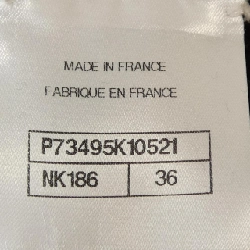 MADE IN FRANCE
FABRIQUE EN FRANCE
P73495K10521
NK186 36